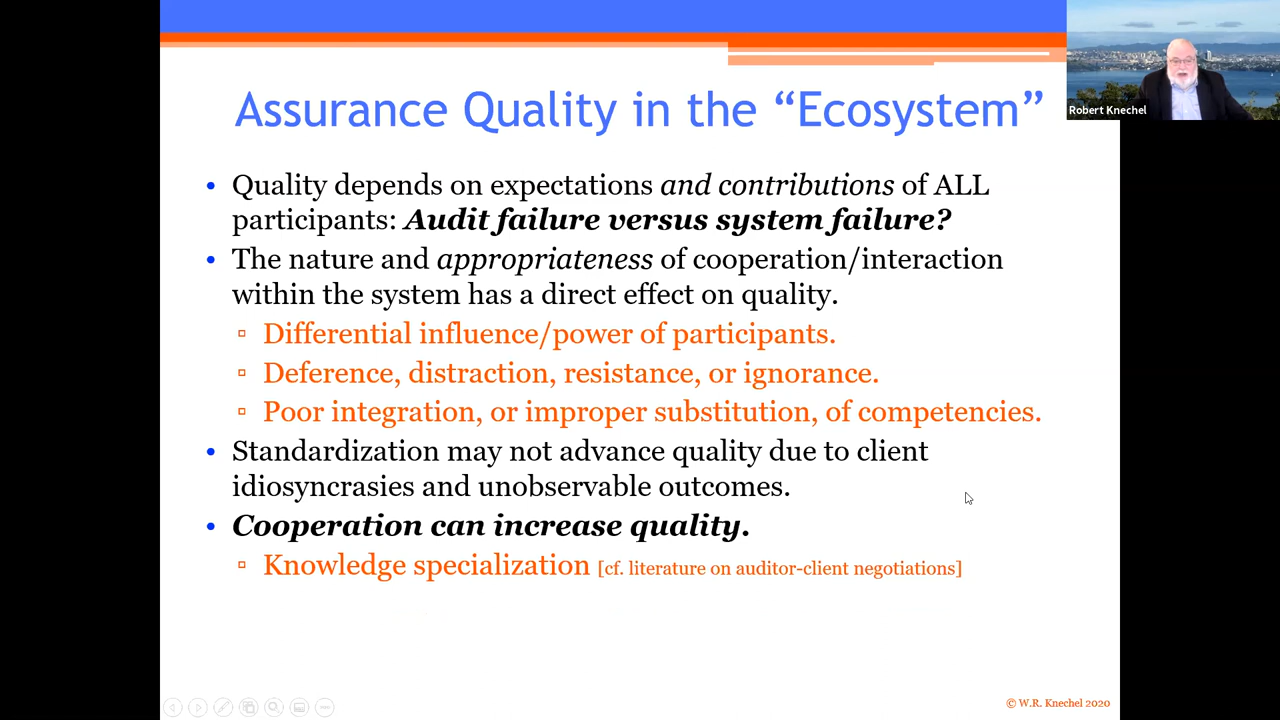 Assurance Quality in the “Ecosystem”
Robert Knechel
• Quality depends on expectations and contributions of ALL
participants: Audit failure versus system failure?
• The nature and appropriateness of cooperation/interaction
within the system has a direct effect on quality.
▫ Differential influence/power of participants.
▫ Deference, distraction, resistance, or ignorance.
▫ Poor integration, or improper substitution, of competencies.
• Standardization may not advance quality due to client
idiosyncrasies and unobservable outcomes.
• Cooperation can increase quality.
▫ Knowledge specialization [cf. literature on auditor-client negotiations]
© W.R. Knechel 2020